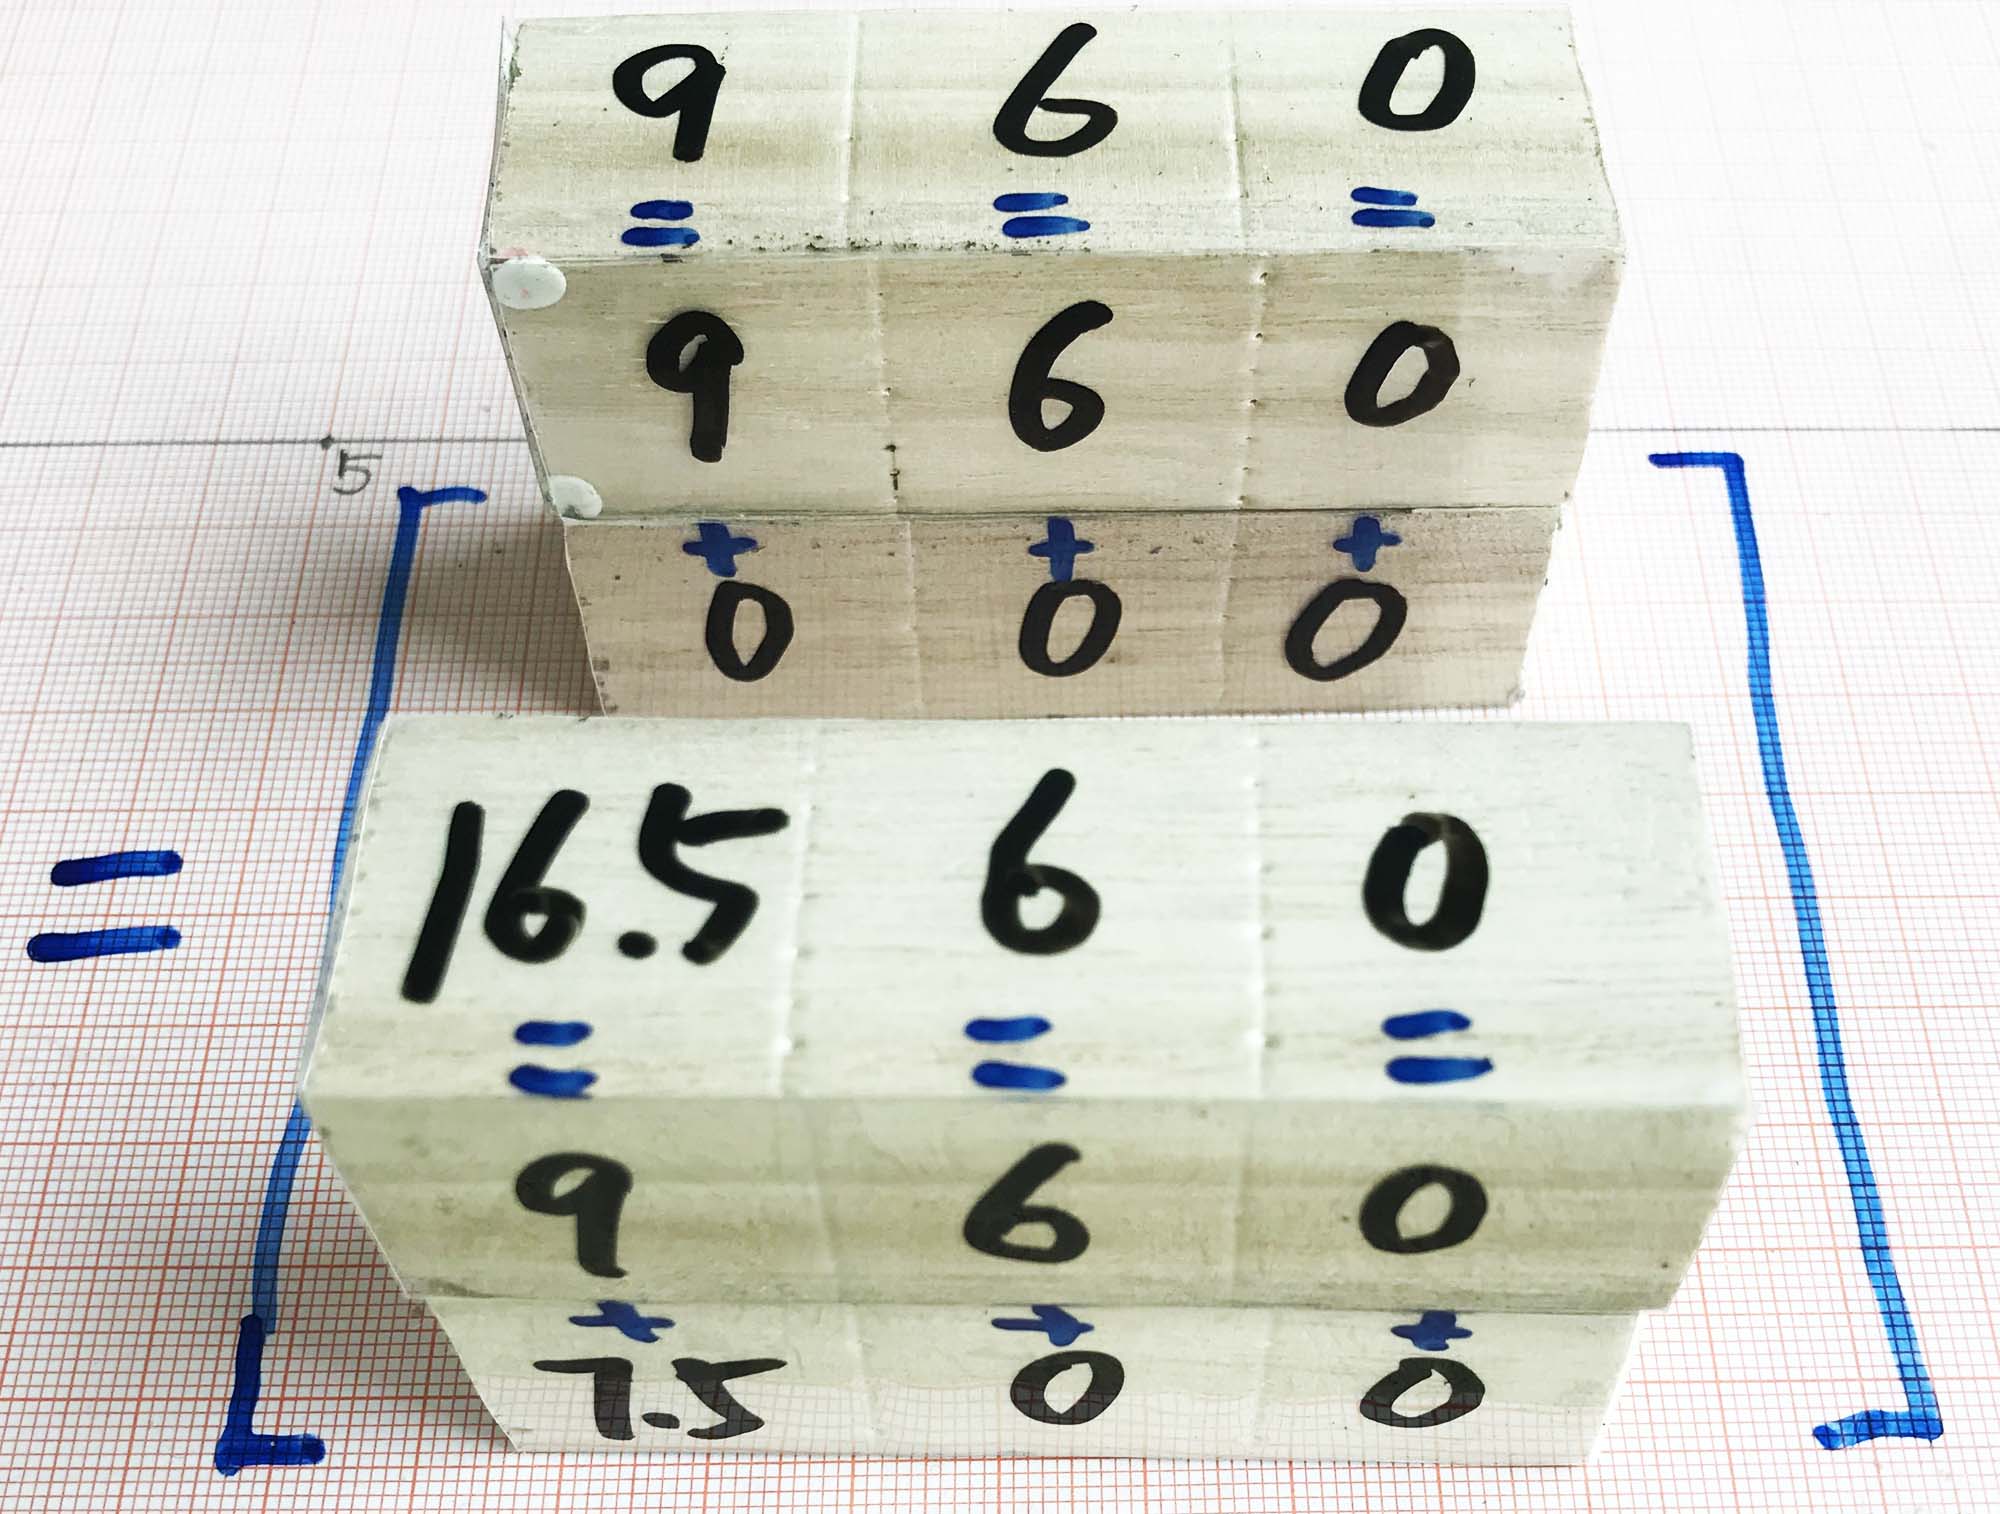 9 6 0
= = =
9 6 0
5
+ + +
0 0 0
16.5 6 0
=
= = =
9 6 0
+ + +
7.5 0 0